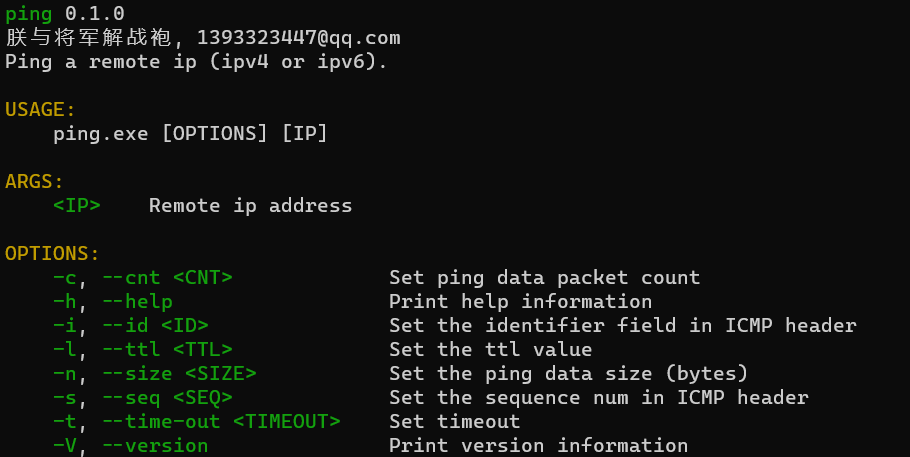 ping 0.1.0
朕与将军解战袍, 1393323447@qq.com
Ping a remote ip (ipv4 or ipv6).
USAGE:
    ping.exe [OPTIONS] [IP]
ARGS:
    <IP>    Remote ip address
OPTIONS:
    -c, --cnt <CNT>             Set ping data packet count
    -h, --help                  Print help information
    -i, --id <ID>               Set the identifier field in ICMP header
    -l, --ttl <TTL>             Set the ttl value
    -n, --size <SIZE>           Set the ping data size (bytes)
    -s, --seq <SEQ>             Set the sequence num in ICMP header
    -t, --time-out <TIMEOUT>    Set timeout
    -V, --version               Print version information